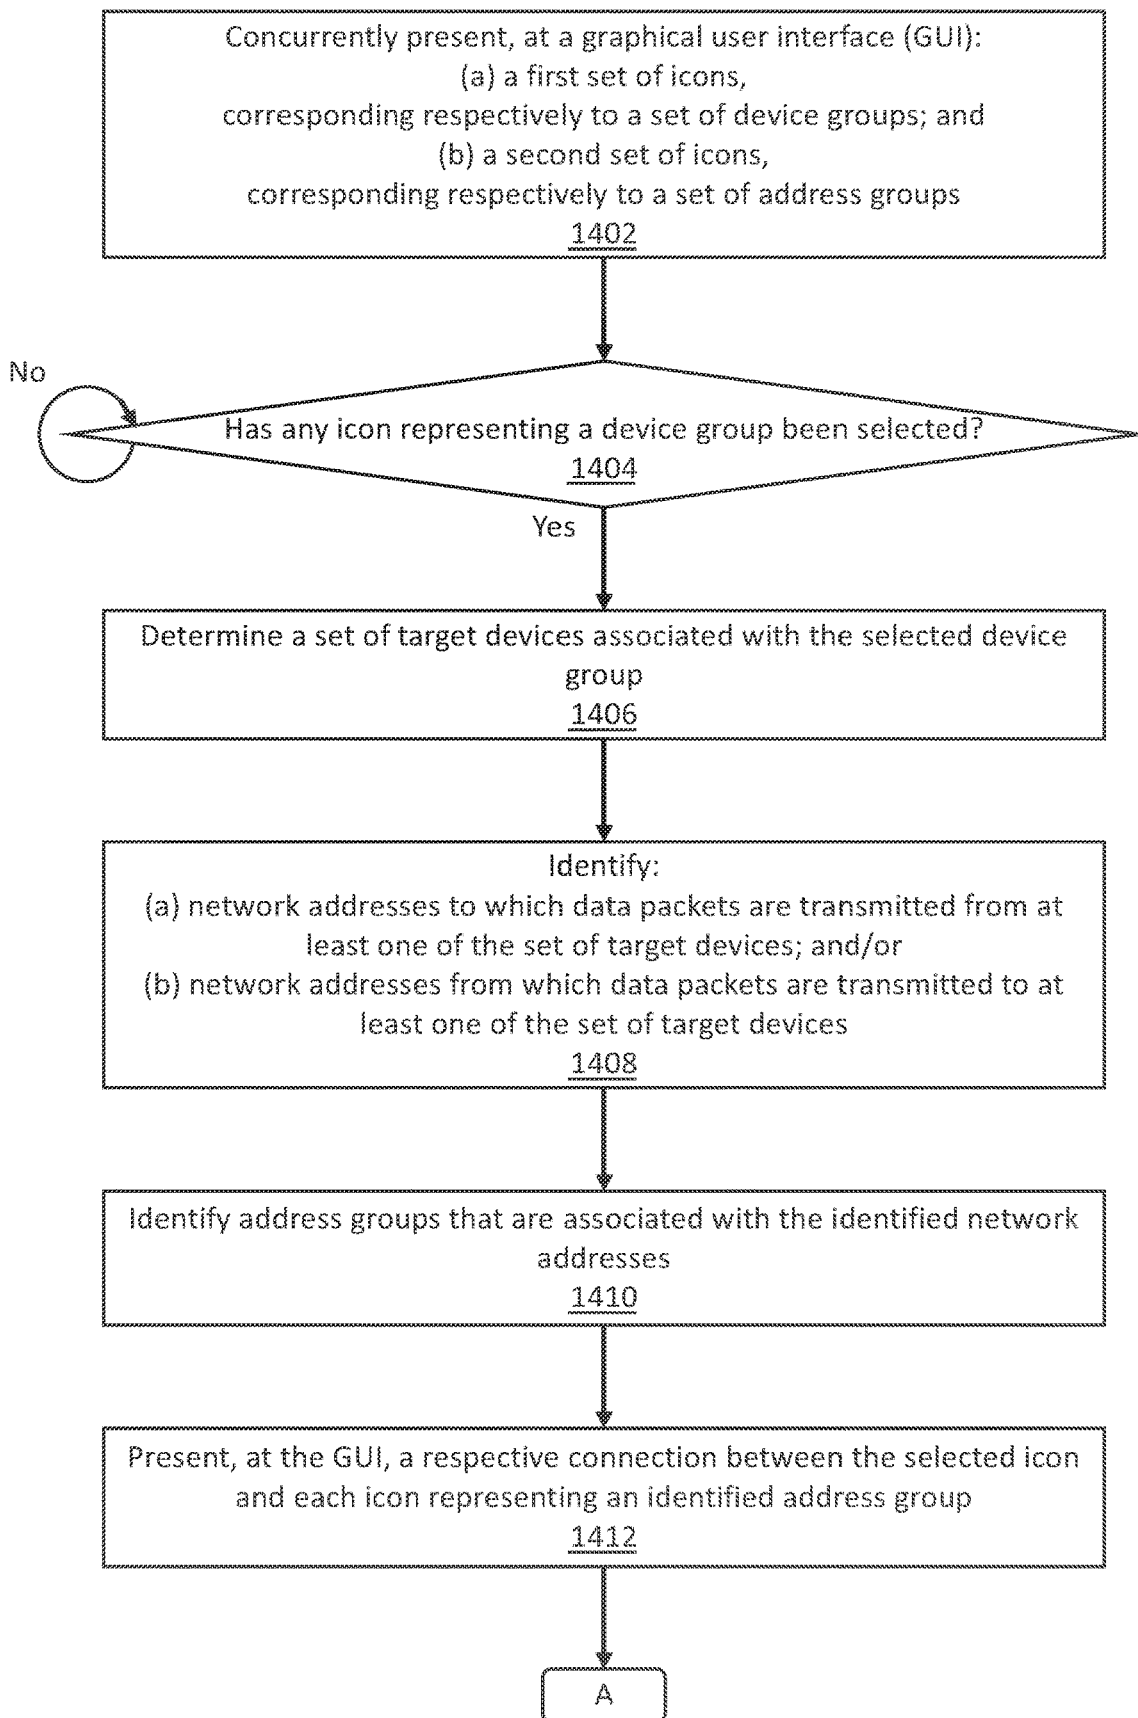 Concurrently present, at a graphical user interface (GUI):
(a) a first set of icons,
corresponding respectively to a set of device groups; and
(b) a second set of icons,
corresponding respectively to a set of address groups
1402
No
Has any icon representing a device group been selected?
1404
Yes
Determine a set of target devices associated with the selected device
group
1406
Identify:
(a) network addresses to which data packets are transmitted from at
least one of the set of target devices; and/or
(b) network addresses from which data packets are transmitted to at
least one of the set of target devices
1408
Identify address groups that are associated with the identified network
addresses
1410
Present, at the GUI, a respective connection between the selected icon
and each icon representing an identified address group
1412
A